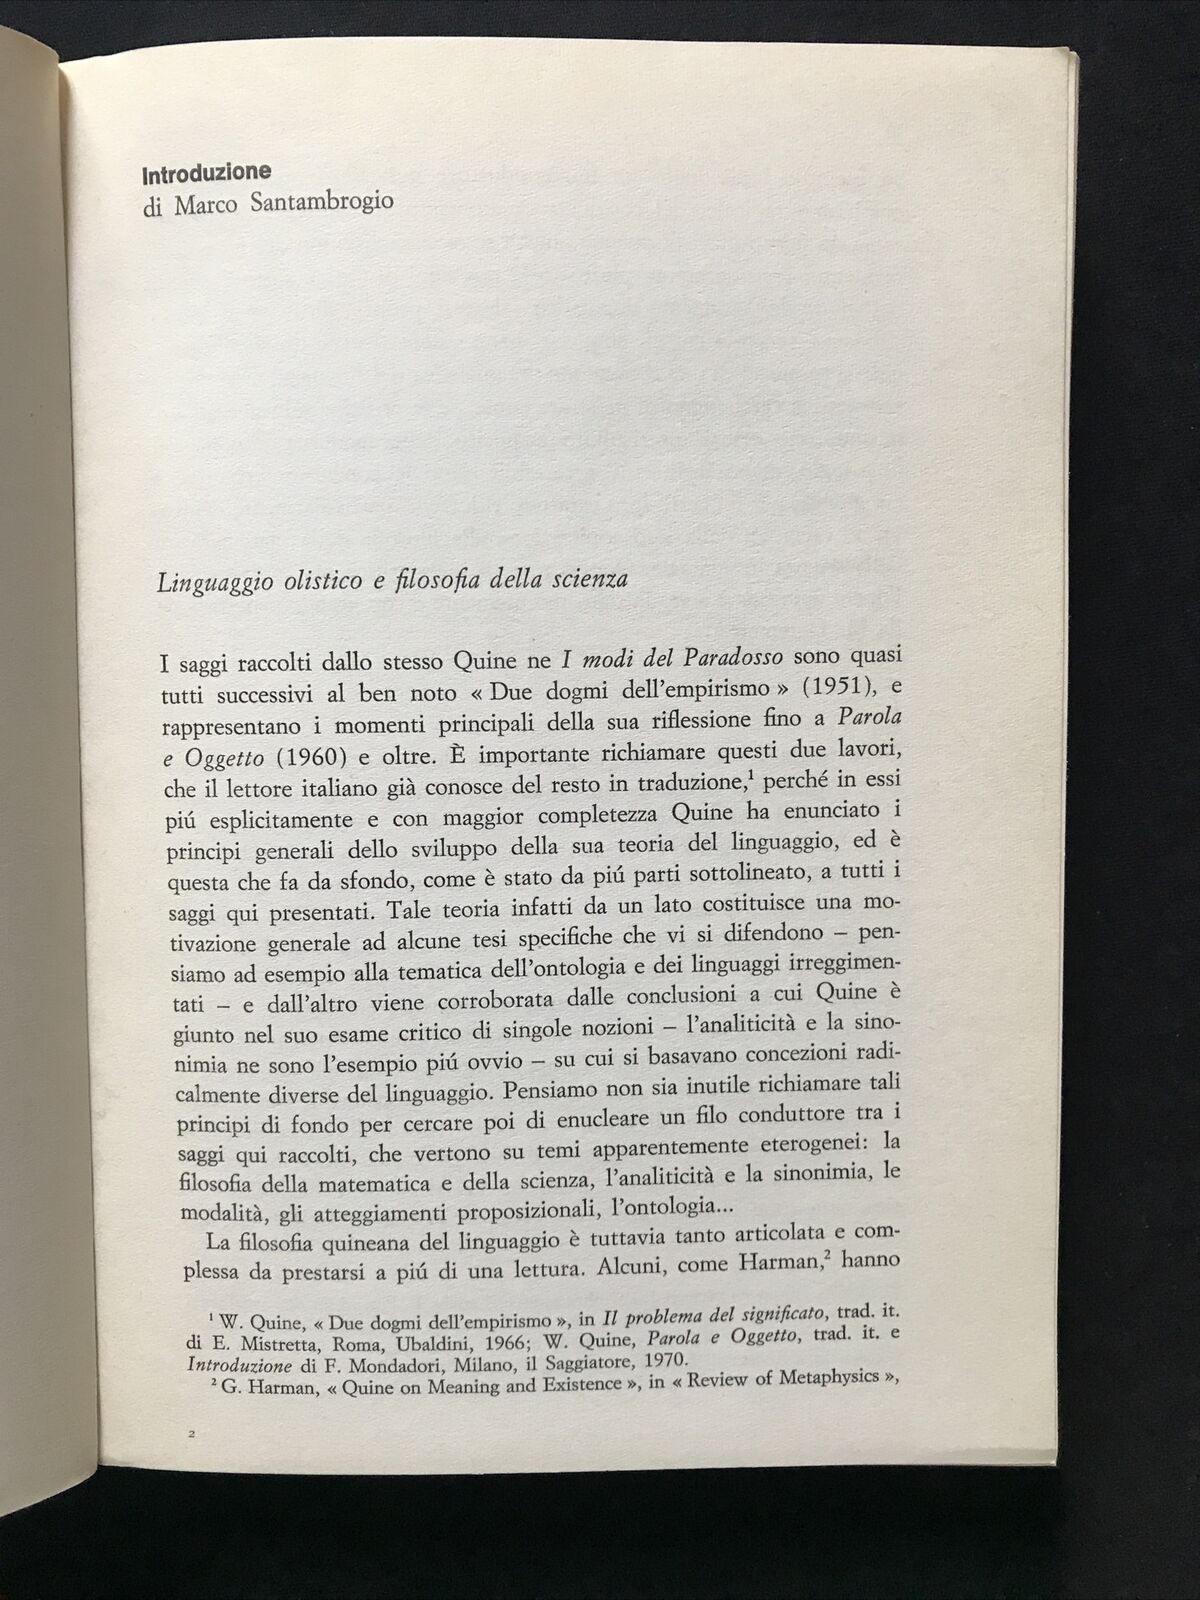 Introduzione
di Marco Santambrogio
Linguaggio olistico e filosofia della scienza
I saggi raccolti dallo stesso Quine ne I modi del Paradosso sono quasi
tutti successivi al ben noto « Due dogmi dell'empirismo » (1951), e
rappresentano i momenti principali della sua riflessione fino a Parola
e Oggetto (1960) e oltre. È importante richiamare questi due lavori,
che il lettore italiano già conosce del resto in traduzione,¹ perché in essi
piú esplicitamente e con maggior completezza Quine ha enunciato i
principi generali dello sviluppo della sua teoria del linguaggio, ed è
questa che fa da sfondo, come è stato da piú parti sottolineato, a tutti i
saggi qui presentati. Tale teoria infatti da un lato costituisce una mo-
tivazione generale ad alcune tesi specifiche che vi si difendono – pen-
siamo ad esempio alla tematica dell'ontologia e dei linguaggi irreggimen-
tati – e dall'altro viene corroborata dalle conclusioni a cui Quine è
giunto nel suo esame critico di singole nozioni – l'analiticità e la sino-
nimia ne sono l'esempio piú ovvio – su cui si basavano concezioni radi-
calmente diverse del linguaggio. Pensiamo non sia inutile richiamare tali
principi di fondo per cercare poi di enucleare un filo conduttore tra i
saggi qui raccolti, che vertono su temi apparentemente eterogenei: la
filosofia della matematica e della scienza, l'analiticità e la sinonimia, le
modalità, gli atteggiamenti proposizionali, l'ontologia...
La filosofia quineana del linguaggio è tuttavia tanto articolata e com-
plessa da prestarsi a piú di una lettura. Alcuni, come Harman,² hanno
¹ W. Quine, « Due dogmi dell'empirismo », in Il problema del significato, trad. it.
di E. Mistretta, Roma, Ubaldini, 1966; W. Quine, Parola e Oggetto, trad. it. e
Introduzione di F. Mondadori, Milano, il Saggiatore, 1970.
² G. Harman, « Quine on Meaning and Existence », in « Review of Metaphysics »,
2